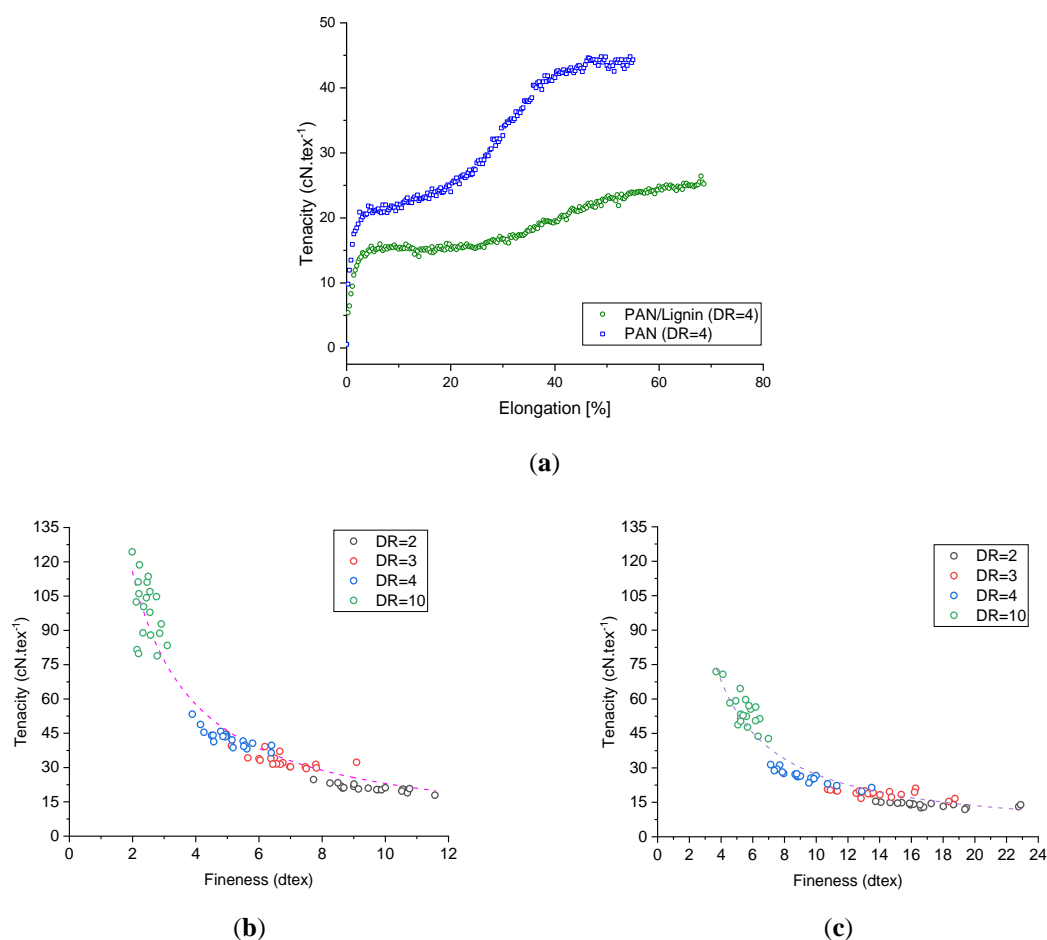 50
40
30
20
10
0
Tenacity (cN.tex⁻¹)
PAN/Lignin (DR=4)
PAN (DR=4)
0 20 40 60 80
Elongation [%]
(a)
135
120
105
90
75
60
45
30
15
0
Tenacity (cN.tex⁻¹)
DR=2
DR=3
DR=4
DR=10
0 2 4 6 8 10 12
Fineness (dtex)
(b)
135
120
105
90
75
60
45
30
15
0
Tenacity (cN.tex⁻¹)
DR=2
DR=3
DR=4
DR=10
0 2 4 6 8 10 12 14 16 18 20 22 24
Fineness (dtex)
(c)